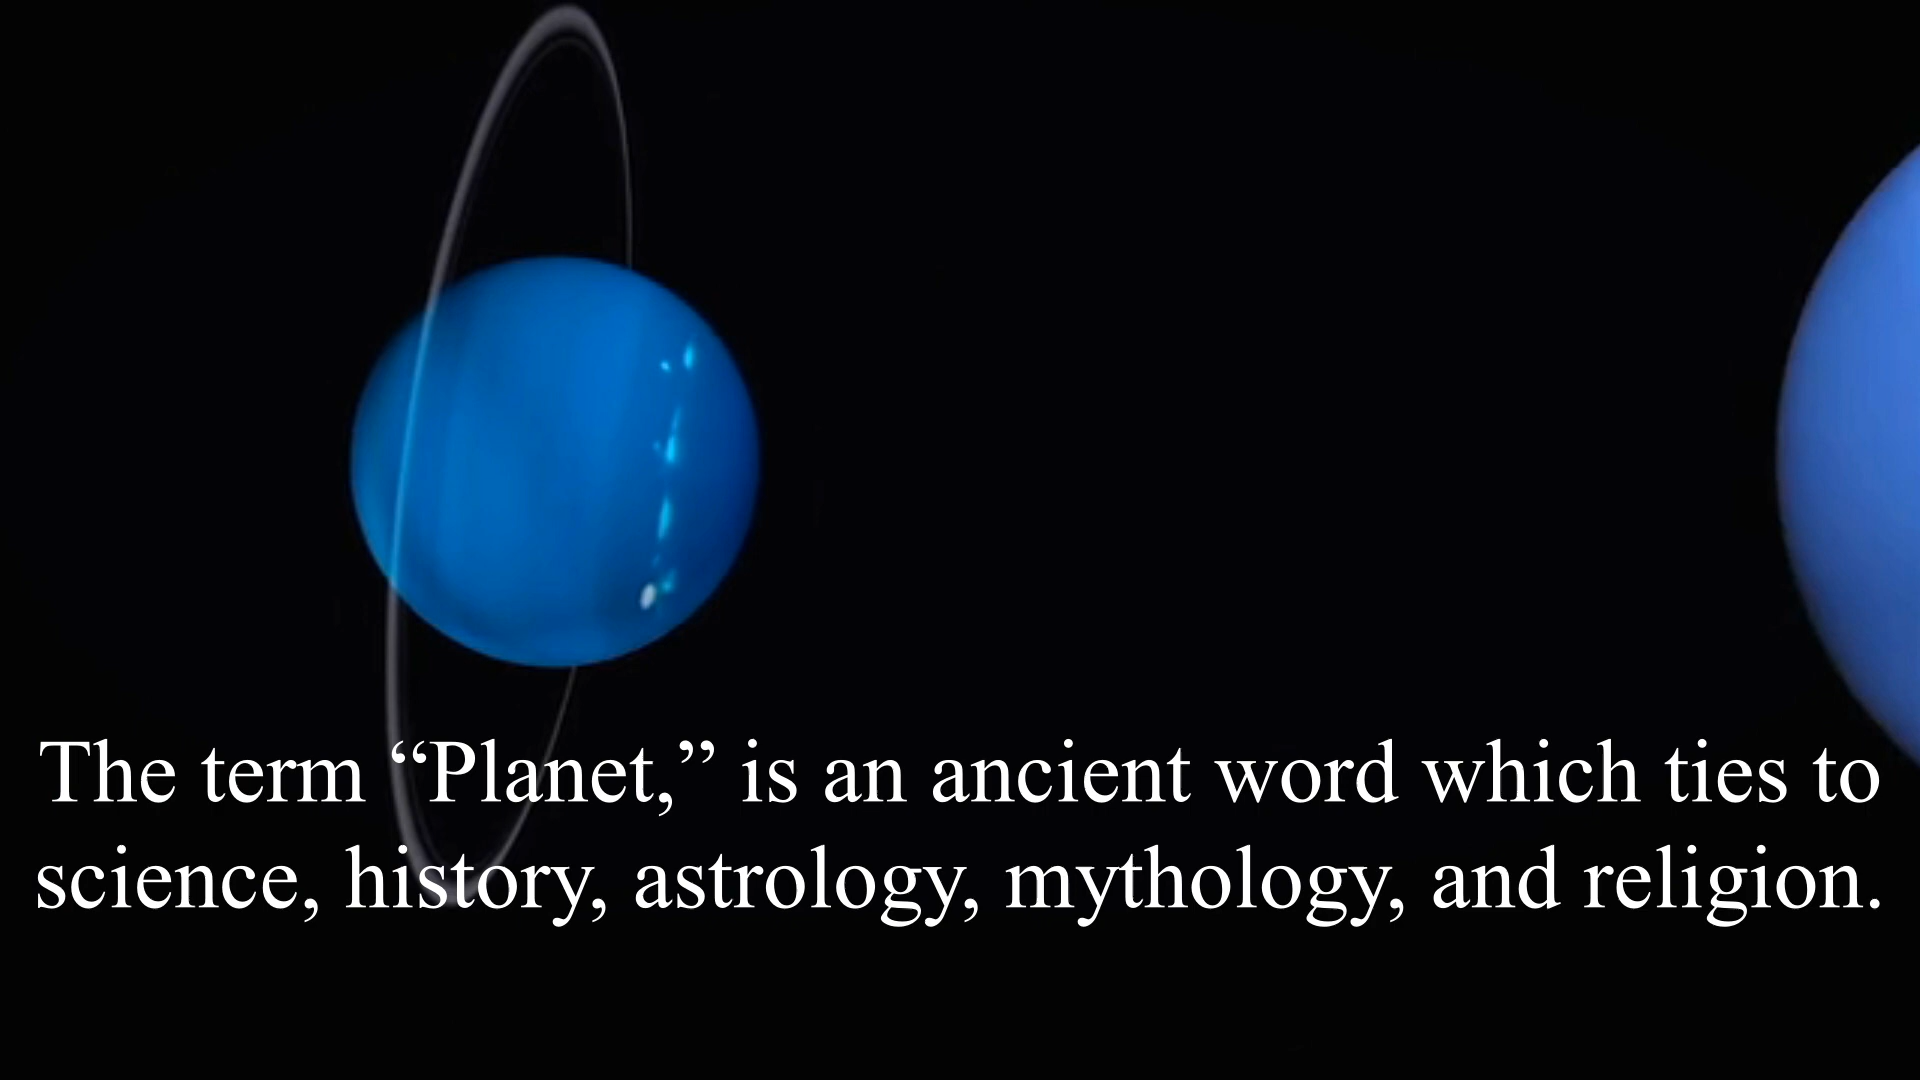 The term “Planet,” is an ancient word which ties to
science, history, astrology, mythology, and religion.